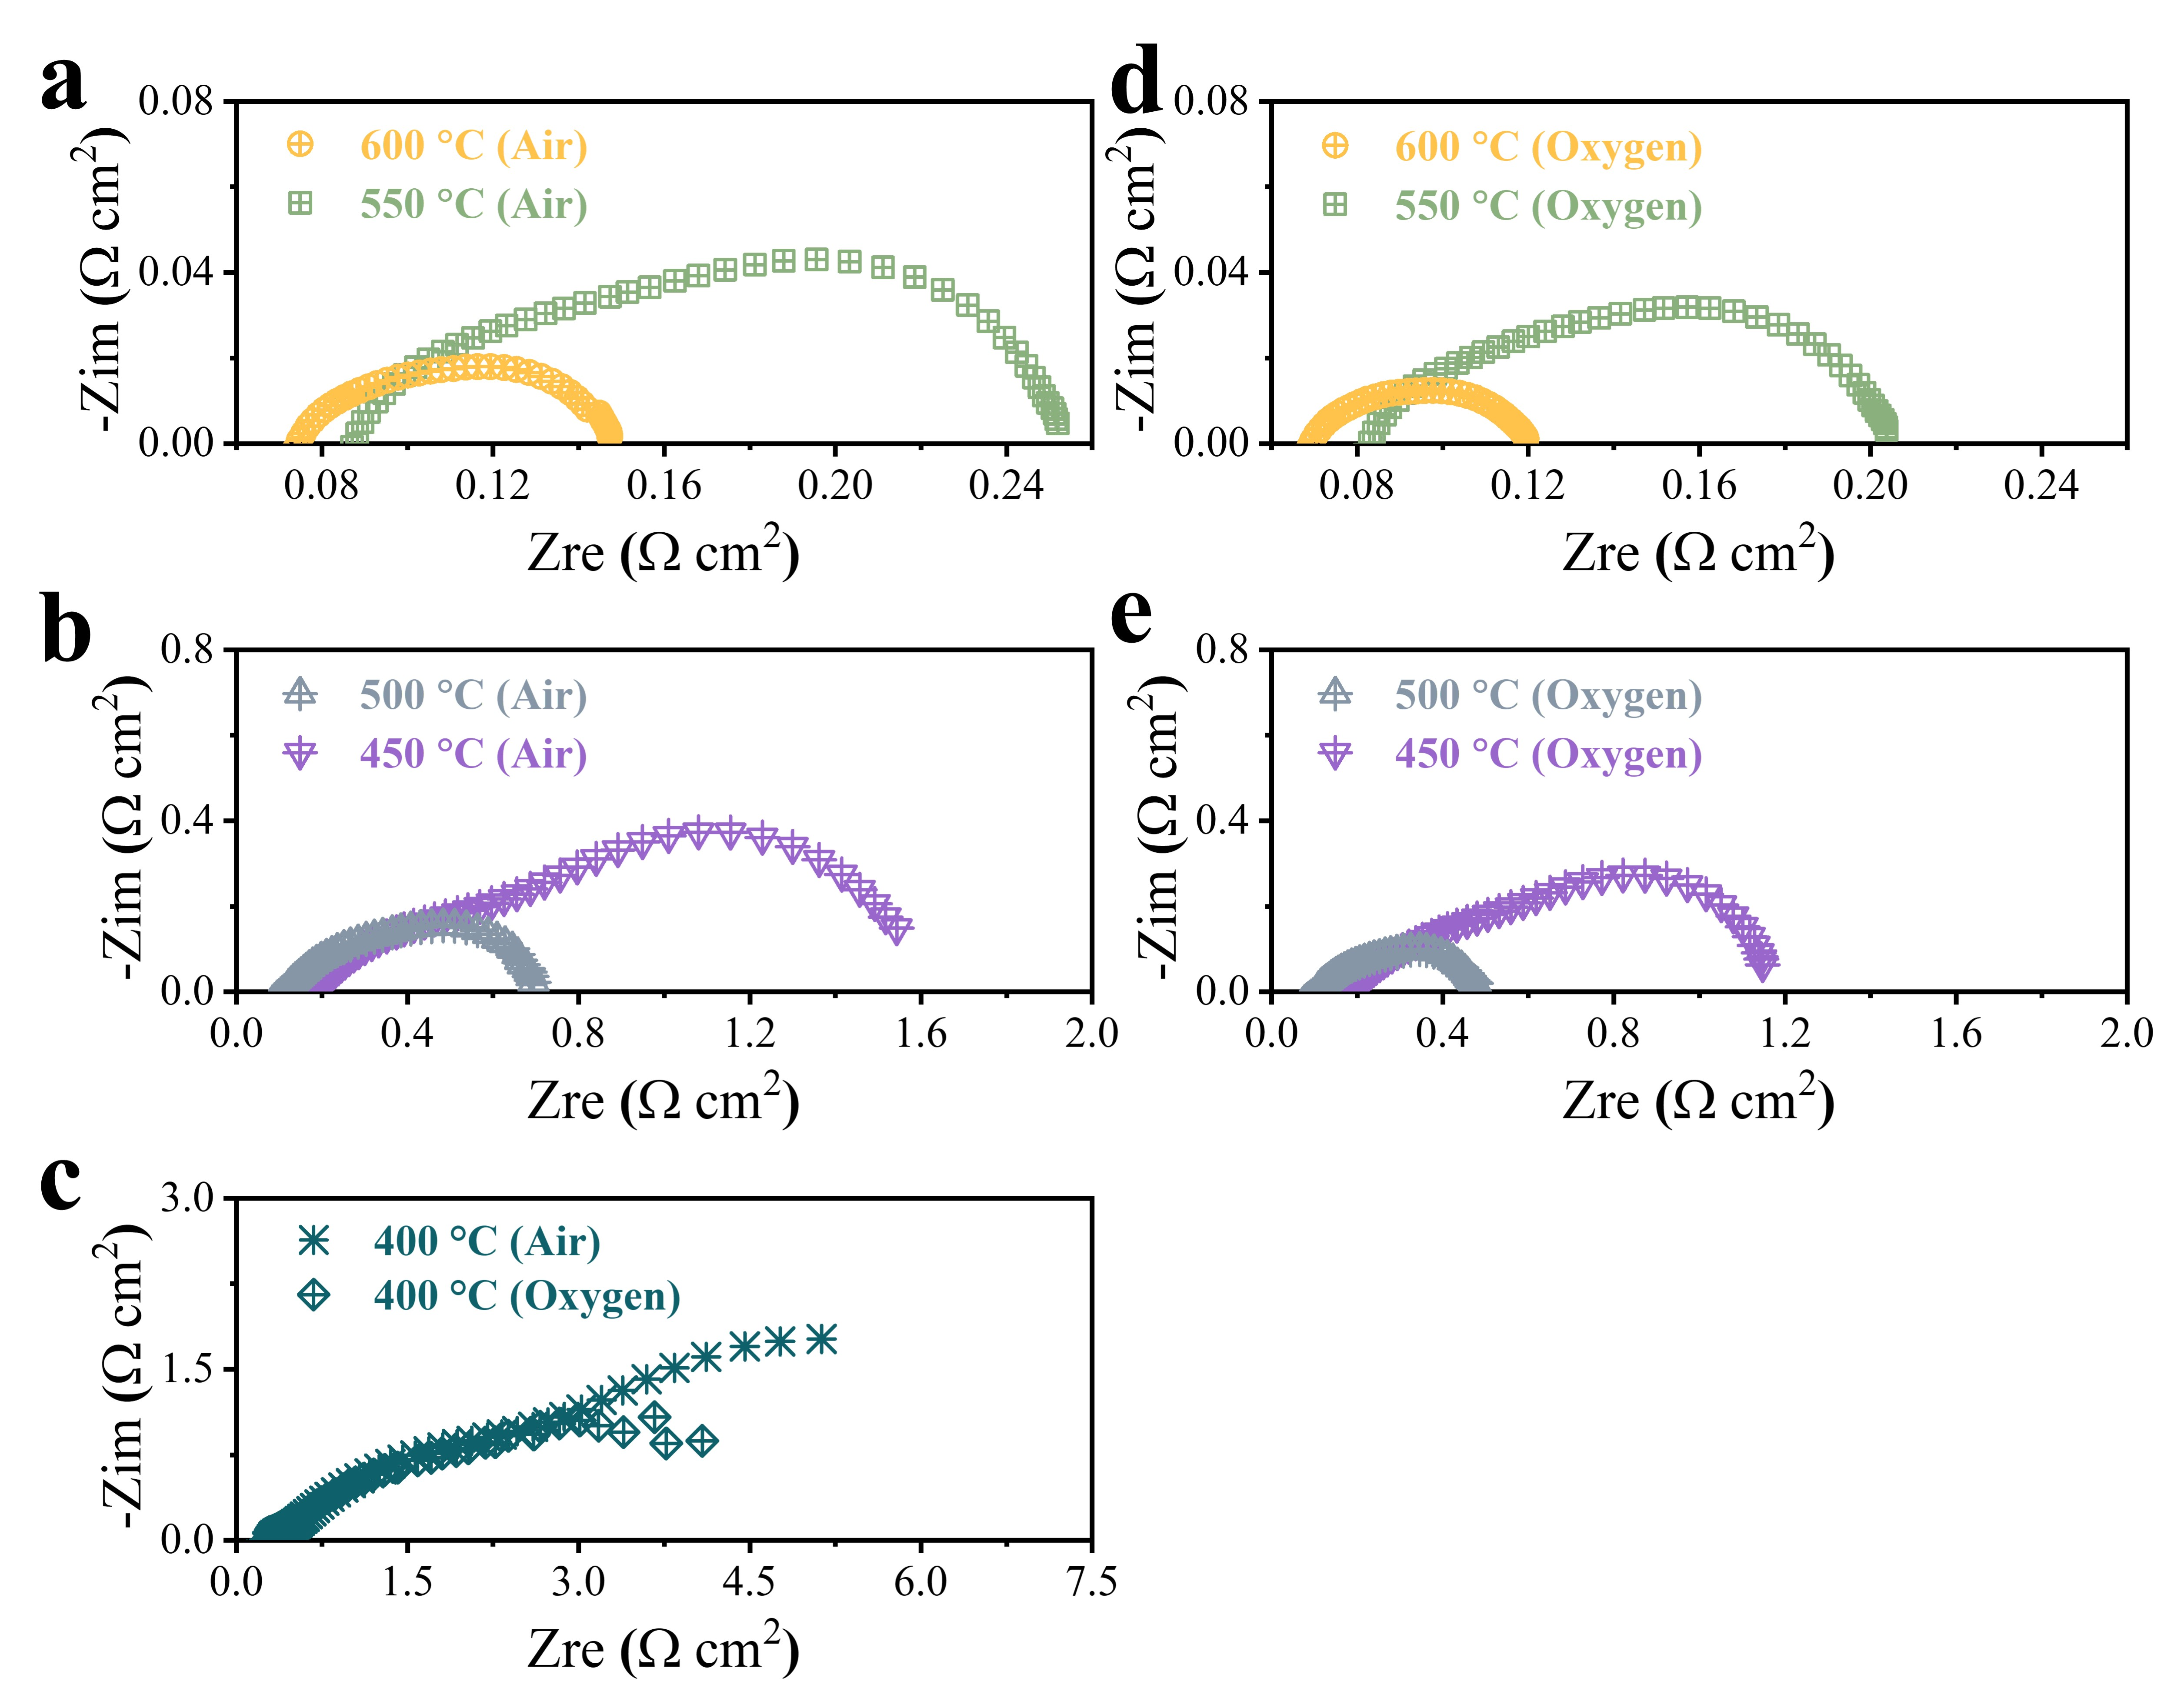 a
0.08
0.04
0.00
-Zim (Ω cm²)
600 °C (Air)
550 °C (Air)
0.08 0.12 0.16 0.20 0.24
Zre (Ω cm²)
d
0.08
0.04
0.00
-Zim (Ω cm²)
600 °C (Oxygen)
550 °C (Oxygen)
0.08 0.12 0.16 0.20 0.24
Zre (Ω cm²)
b
0.8
0.4
0.0
-Zim (Ω cm²)
500 °C (Air)
450 °C (Air)
0.0 0.4 0.8 1.2 1.6 2.0
Zre (Ω cm²)
e
0.8
0.4
0.0
-Zim (Ω cm²)
500 °C (Oxygen)
450 °C (Oxygen)
0.0 0.4 0.8 1.2 1.6 2.0
Zre (Ω cm²)
c
3.0
1.5
0.0
-Zim (Ω cm²)
400 °C (Air)
400 °C (Oxygen)
0.0 1.5 3.0 4.5 6.0 7.5
Zre (Ω cm²)